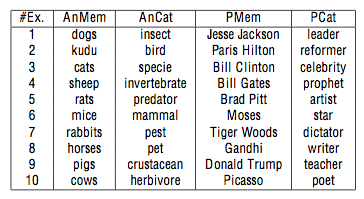 #Ex. AnMem AnCat PMem PCat
1 dogs insect Jesse Jackson leader
2 kudu bird Paris Hilton reformer
3 cats specie Bill Clinton celebrity
4 sheep invertebrate Bill Gates prophet
5 rats predator Brad Pitt artist
6 mice mammal Moses star
7 rabbits pest Tiger Woods dictator
8 horses pet Gandhi writer
9 pigs crustacean Donald Trump teacher
10 cows herbivore Picasso poet